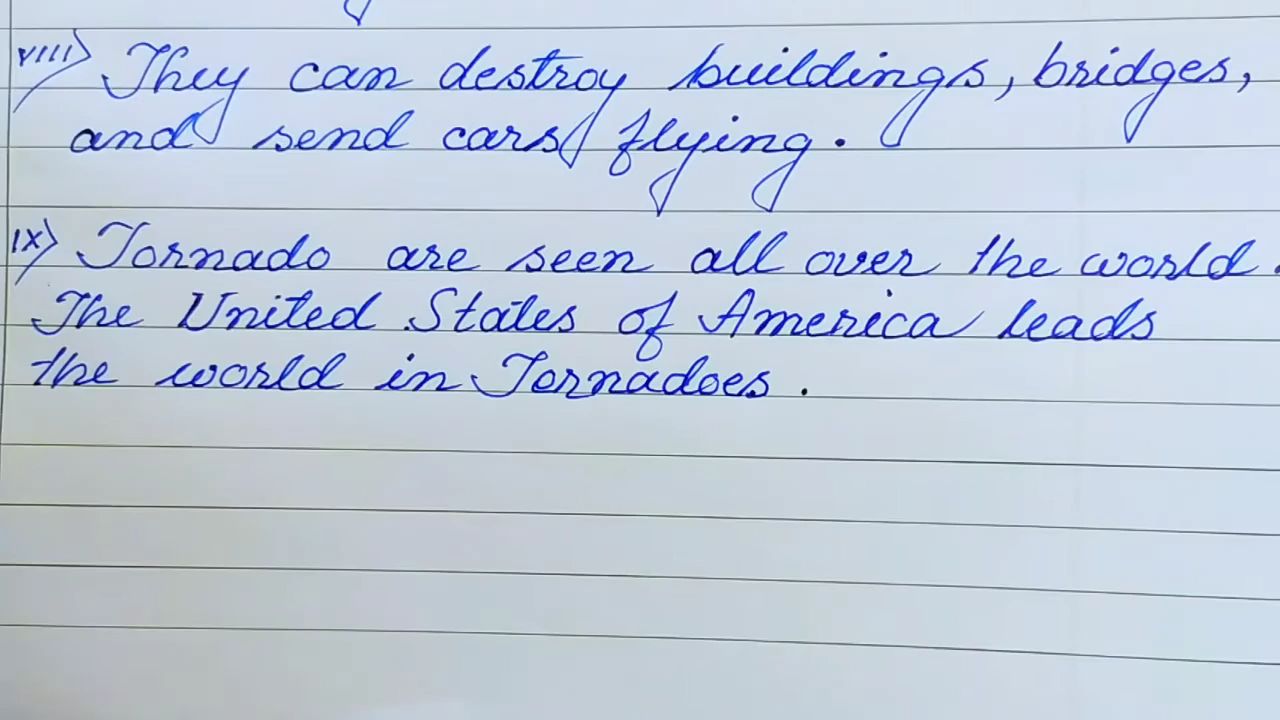 viii) They can destroy buildings, bridges,
and send cars flying.
ix) Tornado are seen all over the world.
The United States of America leads
the world in Tornadoes.